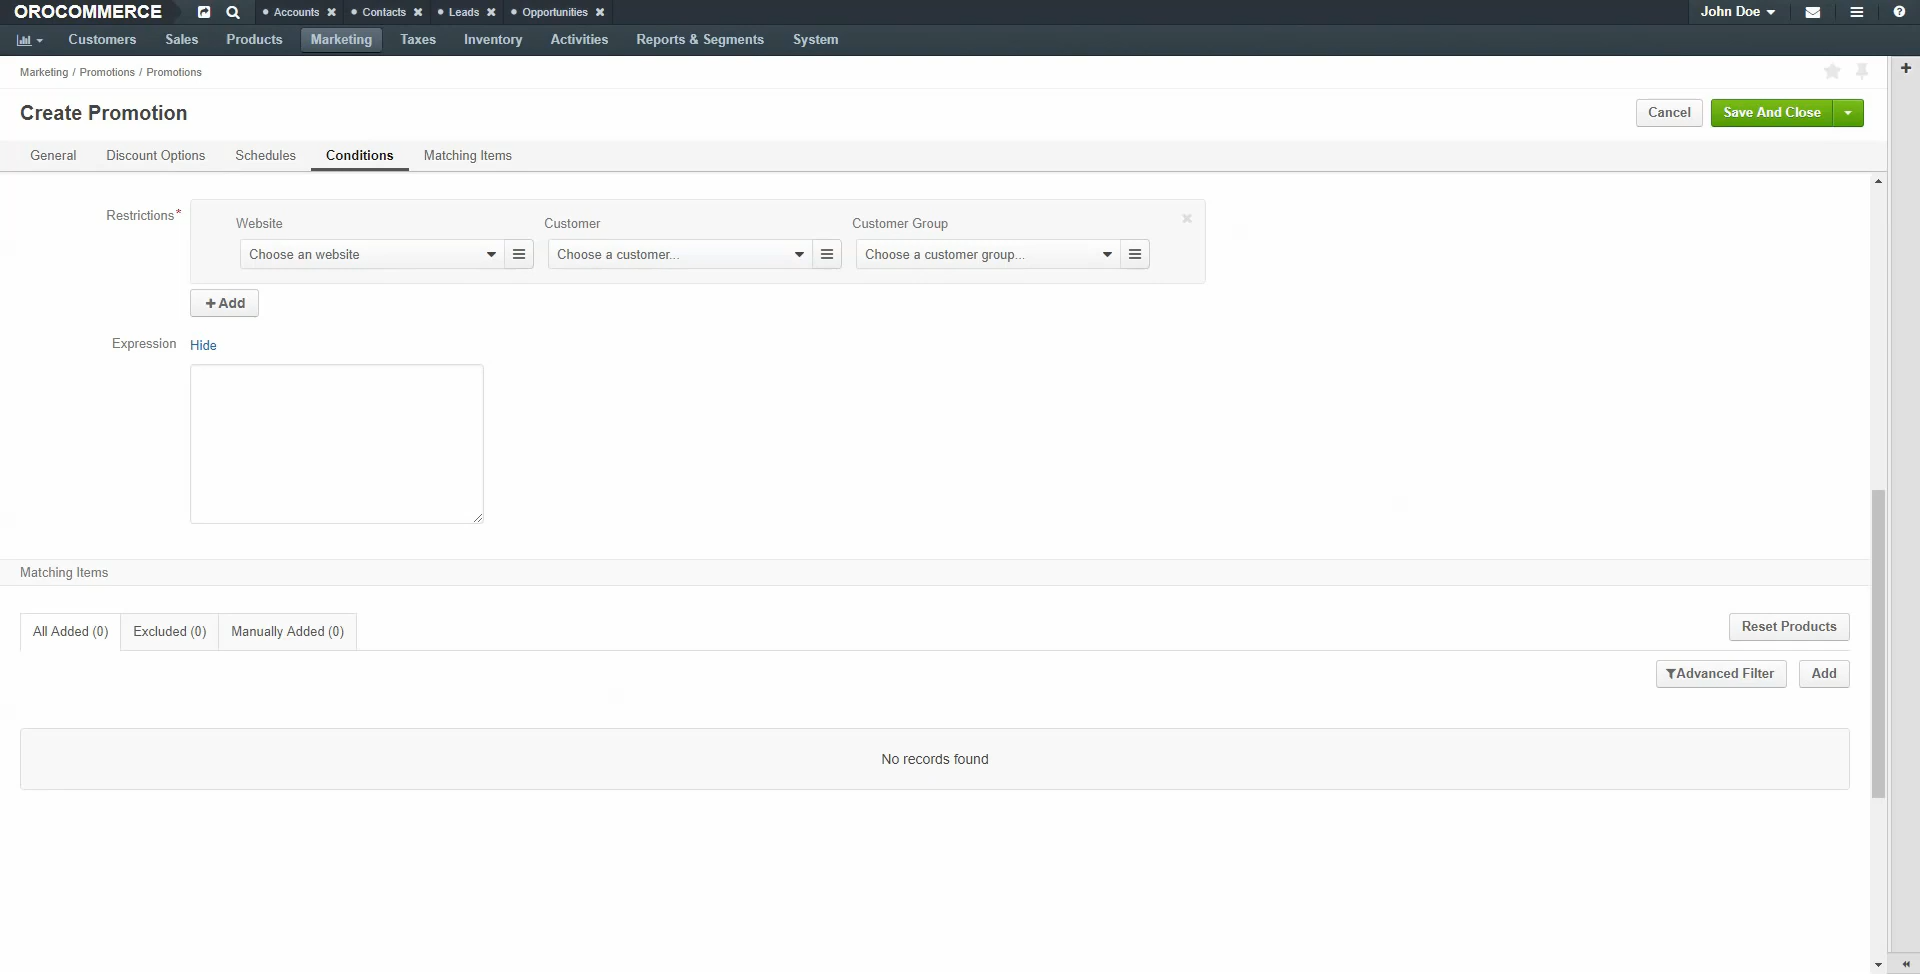 OROCOMMERCE Accounts Contacts Leads Opportunities John Doe
Customers Sales Products Marketing Taxes Inventory Activities Reports & Segments System
Marketing / Promotions / Promotions
Create Promotion Cancel Save And Close
General Discount Options Schedules Conditions Matching Items
Restrictions* Website Customer Customer Group
Choose an website Choose a customer... Choose a customer group...
+ Add
Expression Hide
Matching Items
All Added (0) Excluded (0) Manually Added (0) Reset Products
Advanced Filter Add
No records found